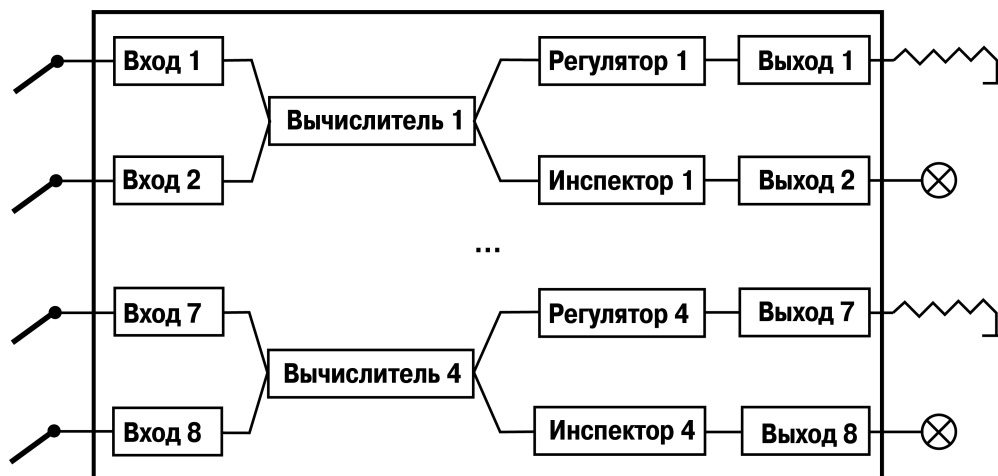 Вход 1
Регулятор 1
Выход 1
Вычислитель 1
Вход 2
Инспектор 1
Выход 2
...
Вход 7
Регулятор 4
Выход 7
Вычислитель 4
Вход 8
Инспектор 4
Выход 8